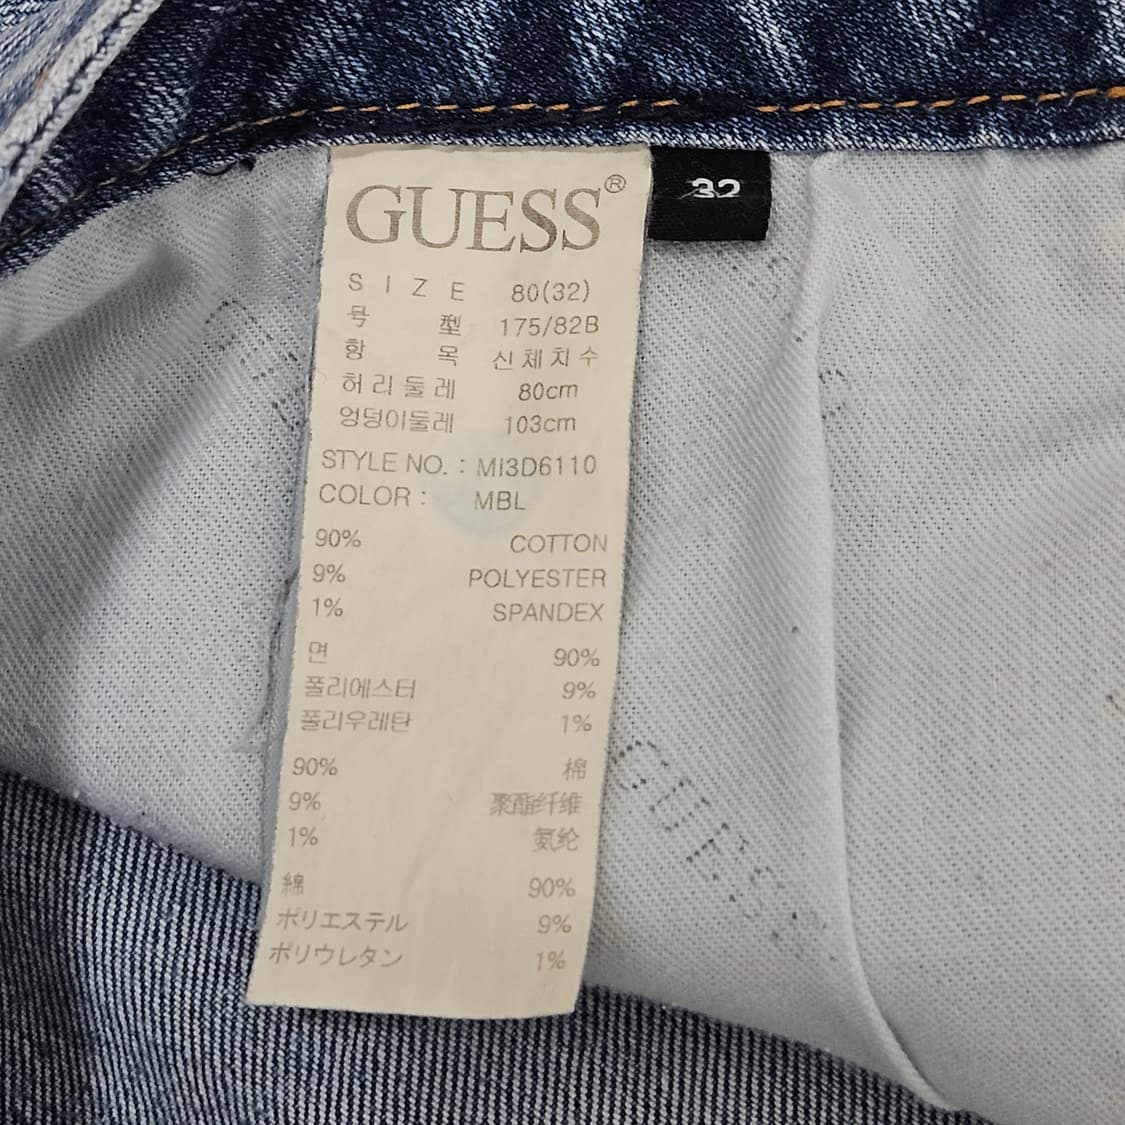 GUESS®
32
SIZE 80(32)
号型 175/82B
항목 신체치수
허리둘레 80cm
엉덩이둘레 103cm
STYLE NO. : MI3D6110
COLOR : MBL
90% COTTON
9% POLYESTER
1% SPANDEX
면 90%
폴리에스터 9%
폴리우레탄 1%
90% 棉
9% 聚酯纤维
1% 氨纶
綿 90%
ポリエステル 9%
ポリウレタン 1%
GUESS